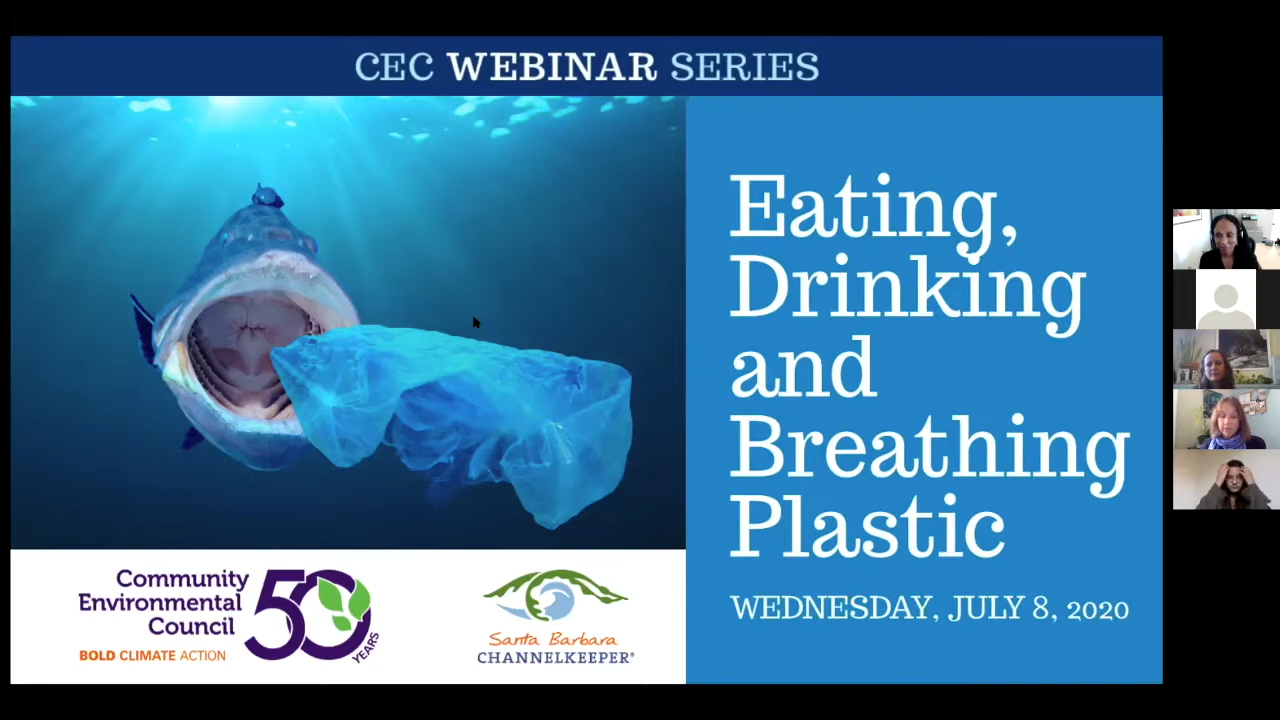 CEC WEBINAR SERIES
Eating,
Drinking
and
Breathing
Plastic
WEDNESDAY, JULY 8, 2020
Community
Environmental
Council
BOLD CLIMATE ACTION
50
YEARS
Santa Barbara
CHANNELKEEPER®